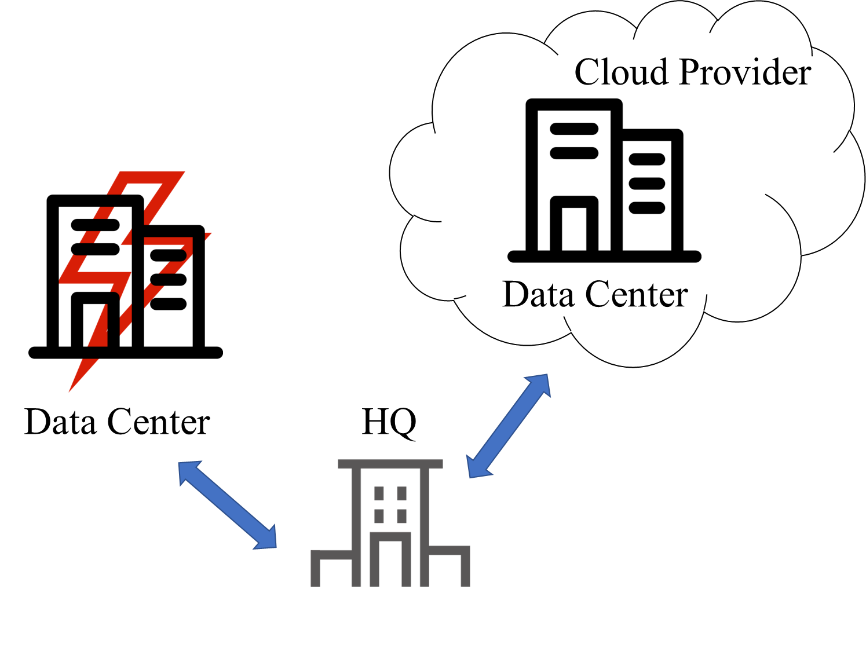 Cloud Provider
Data Center
Data Center
HQ